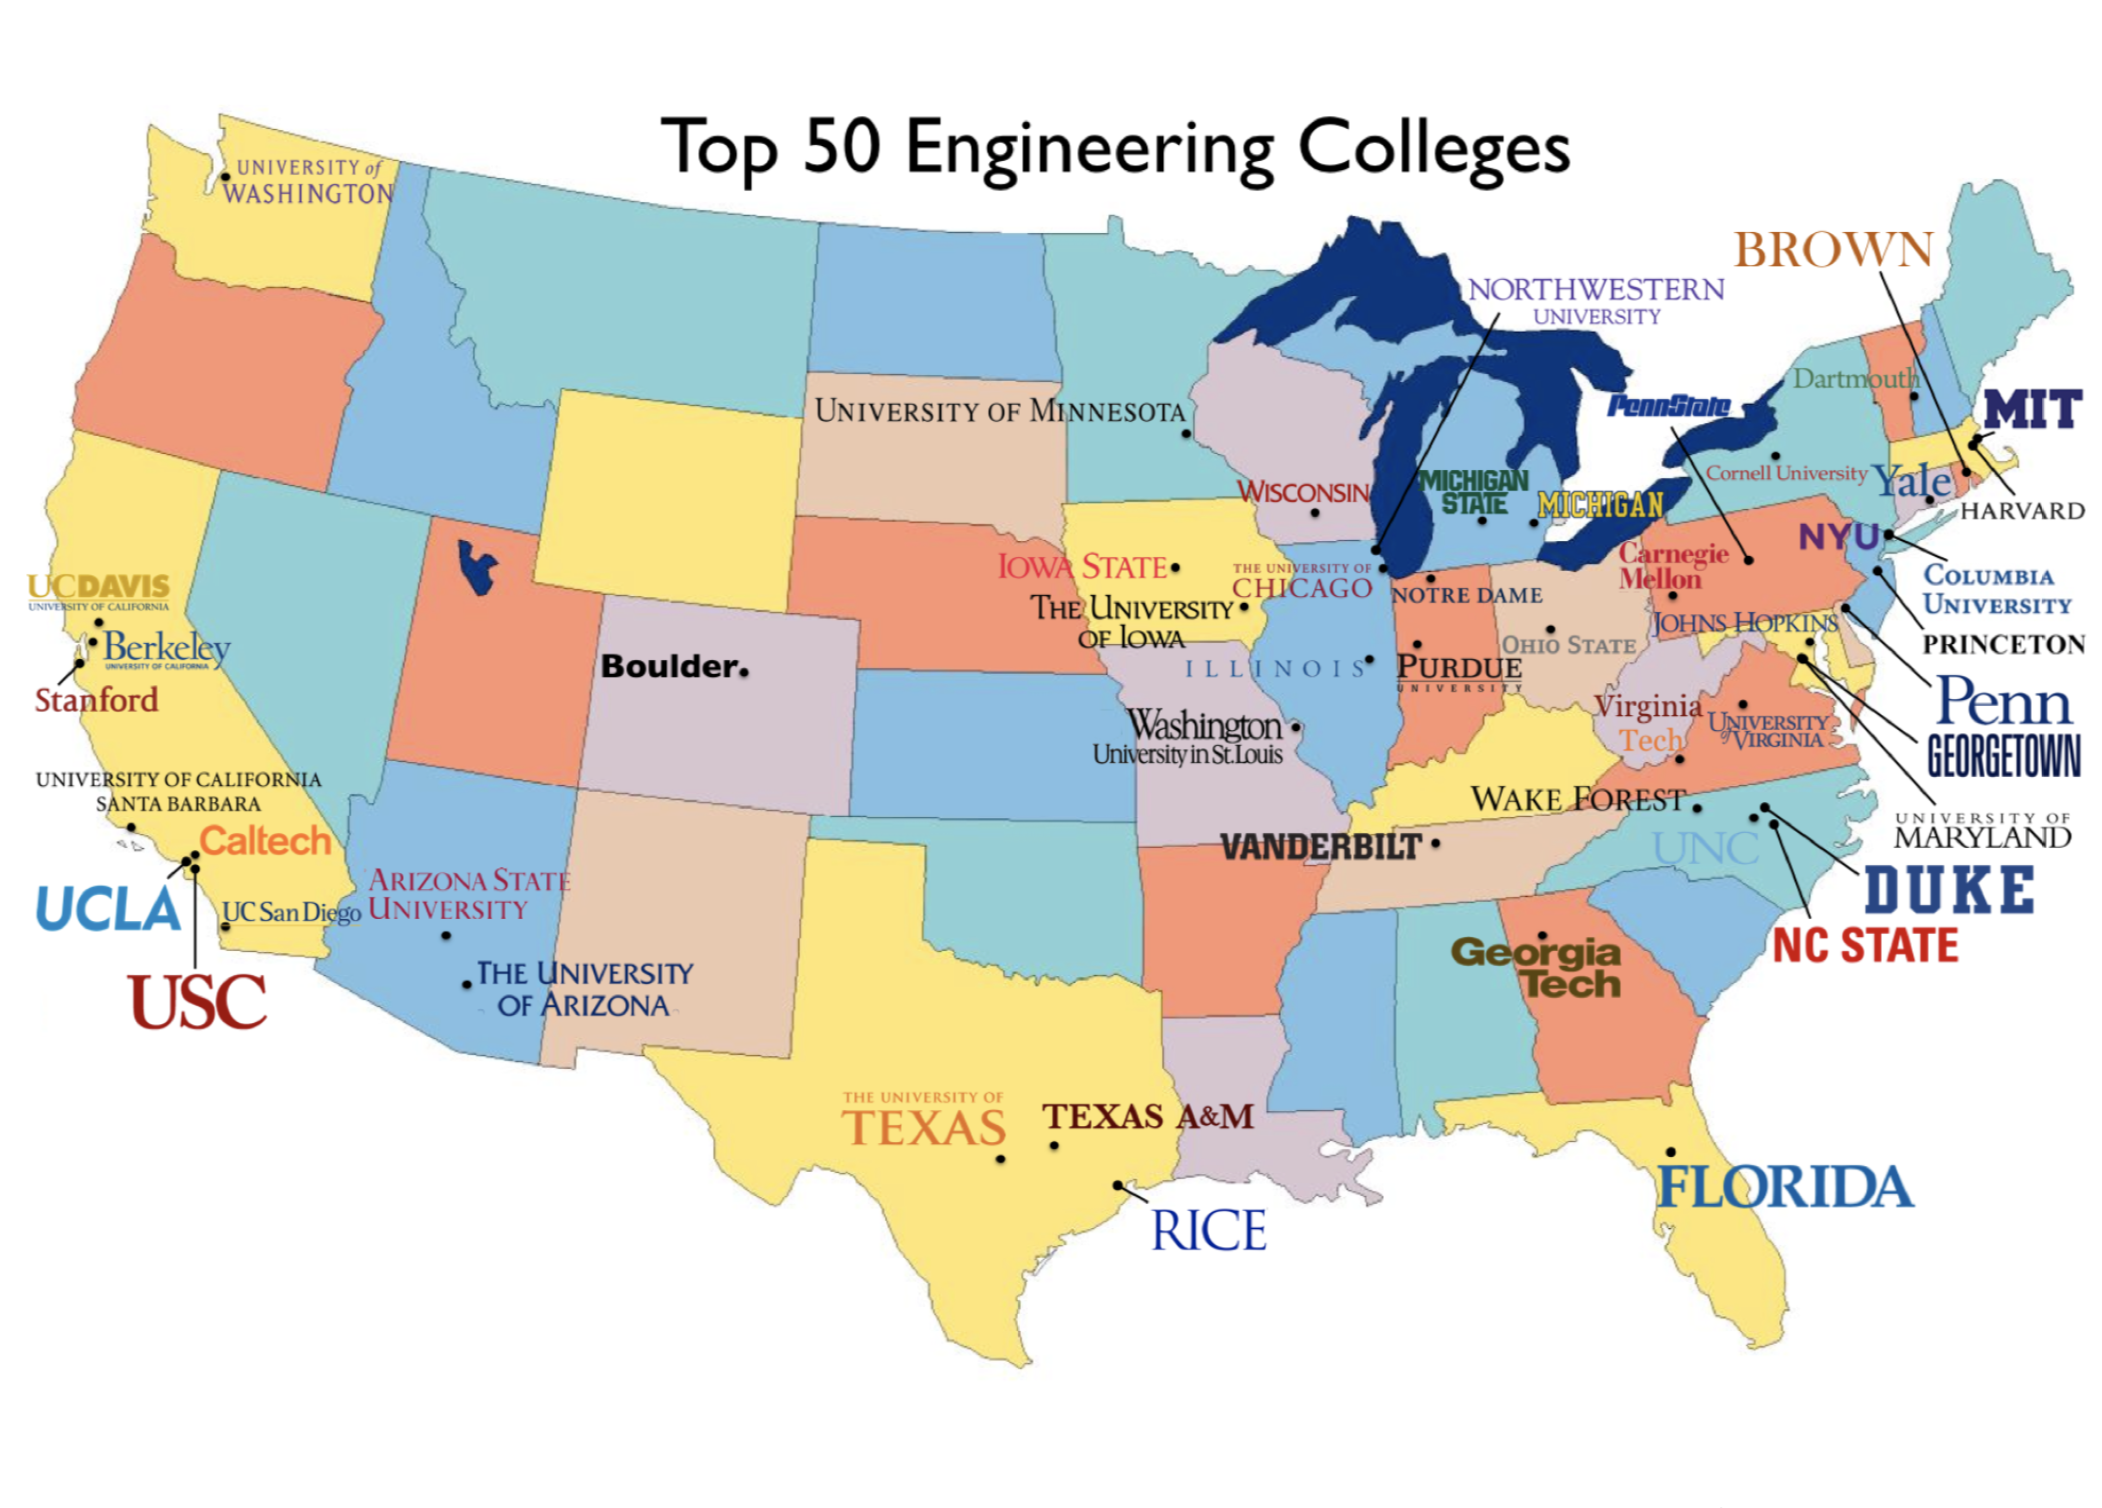 Top 50 Engineering Colleges
UNIVERSITY of
WASHINGTON
BROWN
NORTHWESTERN
UNIVERSITY
Dartmouth
PennState
MIT
UNIVERSITY OF MINNESOTA
WISCONSIN
MICHIGAN
STATE
MICHIGAN
Cornell University
Yale
HARVARD
NYU
IOWA STATE
THE UNIVERSITY OF
CHICAGO
Carnegie
Mellon
COLUMBIA
UNIVERSITY
UCDAVIS
UNIVERSITY OF CALIFORNIA
THE UNIVERSITY
OF IOWA
NOTRE DAME
JOHNS HOPKINS
OHIO STATE
PRINCETON
Berkeley
UNIVERSITY OF CALIFORNIA
Stanford
Boulder
ILLINOIS
PURDUE
UNIVERSITY
Virginia
Tech
UNIVERSITY
of VIRGINIA
Penn
GEORGETOWN
Washington
University in St.Louis
UNIVERSITY OF CALIFORNIA
SANTA BARBARA
WAKE FOREST
UNIVERSITY OF
MARYLAND
Caltech
VANDERBILT
UNC
UCLA
UC San Diego
ARIZONA STATE
UNIVERSITY
DUKE
NC STATE
Georgia
Tech
USC
THE UNIVERSITY
OF ARIZONA
THE UNIVERSITY OF
TEXAS
TEXAS A&M
RICE
FLORIDA